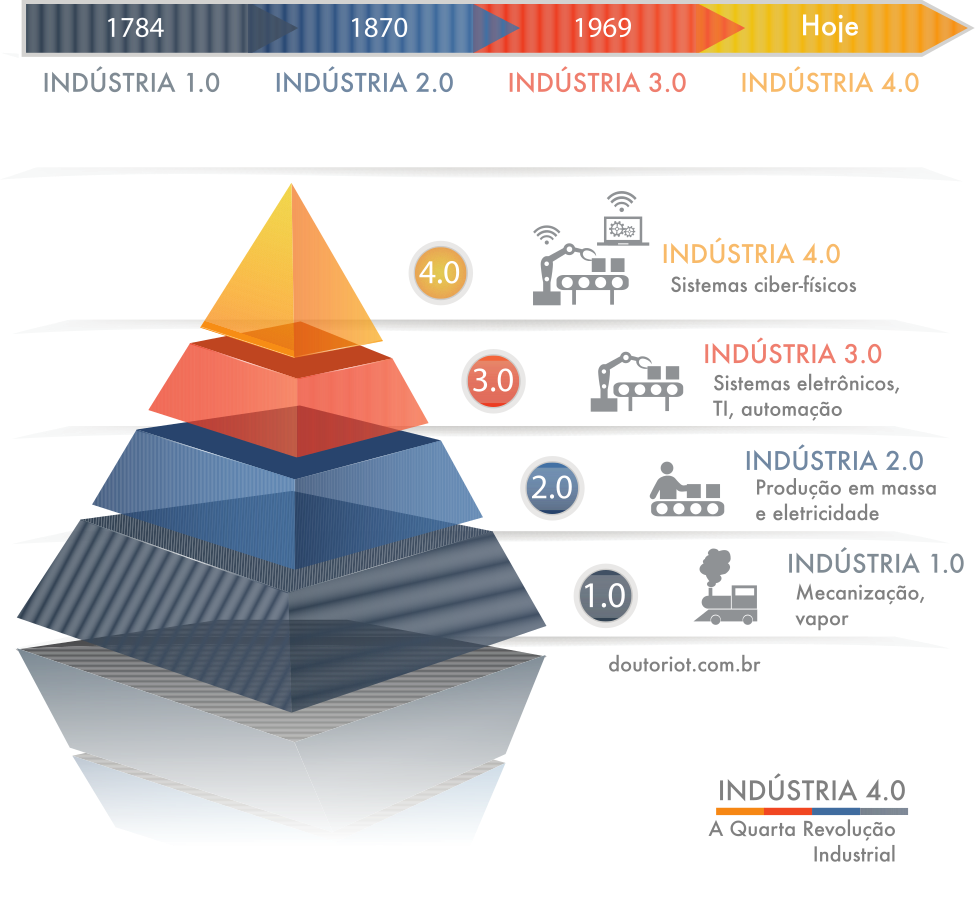 1784
1870
1969
Hoje
INDÚSTRIA 1.0
INDÚSTRIA 2.0
INDÚSTRIA 3.0
INDÚSTRIA 4.0
4.0
INDÚSTRIA 4.0
Sistemas ciber-físicos
3.0
INDÚSTRIA 3.0
Sistemas eletrônicos,
TI, automação
2.0
INDÚSTRIA 2.0
Produção em massa
e eletricidade
1.0
INDÚSTRIA 1.0
Mecanização,
vapor
doutoriot.com.br
INDÚSTRIA 4.0
A Quarta Revolução
Industrial